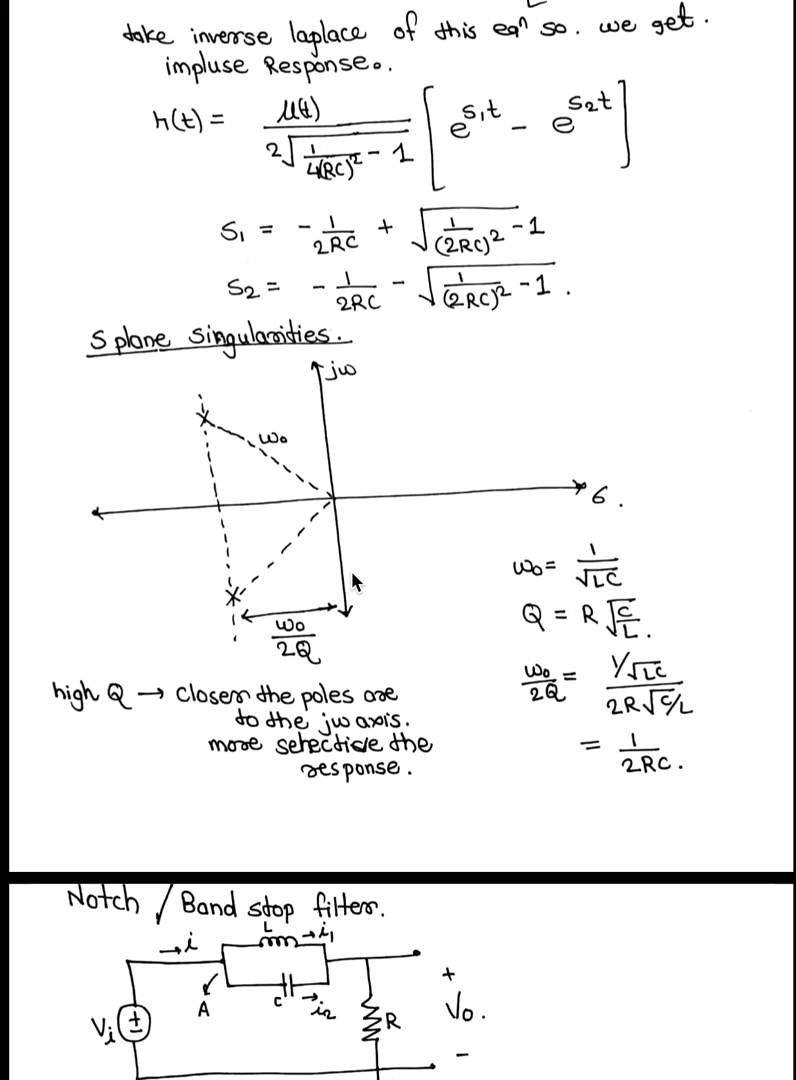 take inverse laplace of this eqn so. we get.
impluse Response.
h(t) = u(t) / 2√(1/4(RC)² - 1) [e^s₁t - e^s₂t]
S₁ = - 1/2RC + √(1/(2RC)² - 1)
S₂ = - 1/2RC - √(1/(2RC)² - 1).
S plane singularities.
jω
ω₀
σ.
ω₀/2Q
ω₀ = 1/√LC
Q = R√C/L.
ω₀/2Q = 1/√LC / 2R√C/L
= 1/2RC.
high Q → closer the poles are
to the jω axis.
more selective the
response.
Notch / Band stop filter.
L
→i₁
→i
A
C
→i₂
Vi
±
R
+
Vo.
-